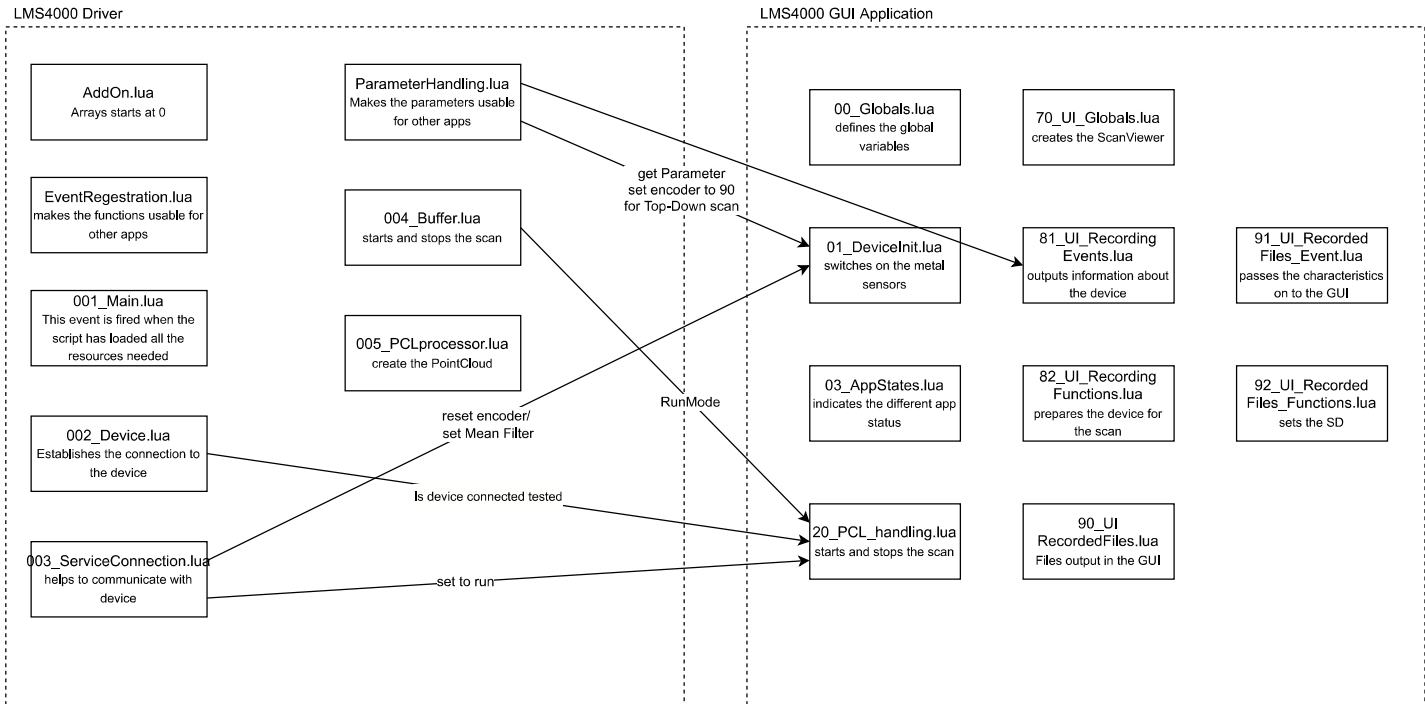 LMS4000 Driver
AddOn.lua
Arrays starts at 0
EventRegestration.lua
makes the functions usable for
other apps
001_Main.lua
This event is fired when the
script has loaded all the
resources needed
002_Device.lua
Establishes the connection to
the device
003_ServiceConnection.lua
helps to communicate with
device
ParameterHandling.lua
Makes the parameters usable
for other apps
004_Buffer.lua
starts and stops the scan
005_PCLprocessor.lua
create the PointCloud
get Parameter
set encoder to 90
for Top-Down scan
reset encoder/
set Mean Filter
RunMode
Is device connected tested
set to run
LMS4000 GUI Application
00_Globals.lua
defines the global
variables
01_DeviceInit.lua
switches on the metal
sensors
03_AppStates.lua
indicates the different app
status
20_PCL_handling.lua
starts and stops the scan
70_UI_Globals.lua
creates the ScanViewer
81_UI_Recording
Events.lua
outputs information about
the device
82_UI_Recording
Functions.lua
prepares the device for
the scan
90_UI
RecordedFiles.lua
Files output in the GUI
91_UI_Recorded
Files_Event.lua
passes the characteristics
on to the GUI
92_UI_Recorded
Files_Functions.lua
sets the SD